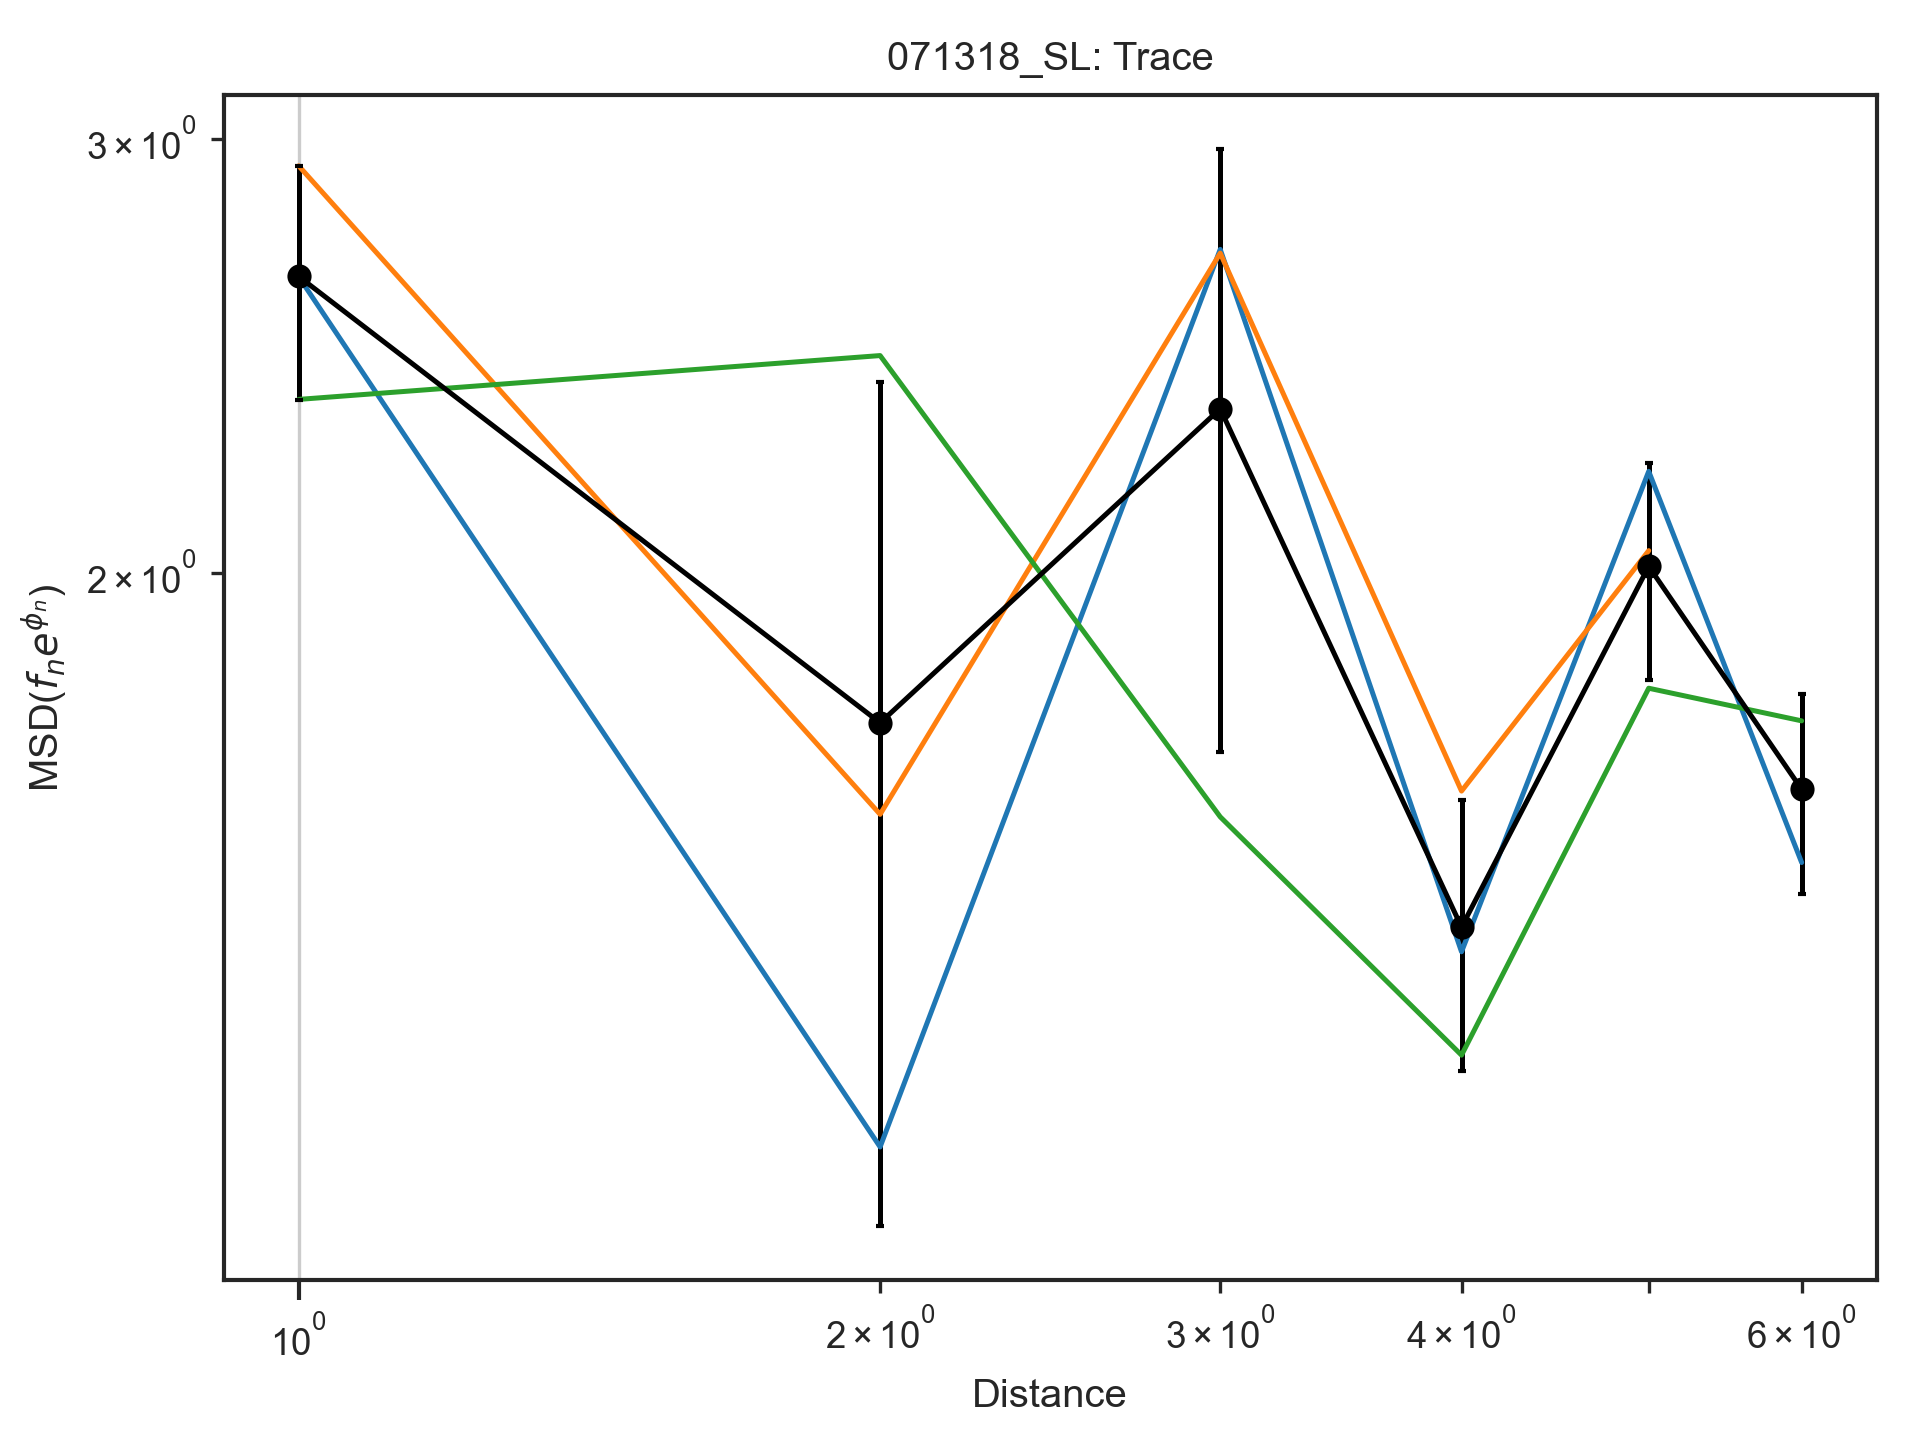 071318_SL: Trace
3 × 10⁰
2 × 10⁰
MSD(fₙe^ϕₙ)
10⁰
2 × 10⁰
3 × 10⁰
4 × 10⁰
6 × 10⁰
Distance